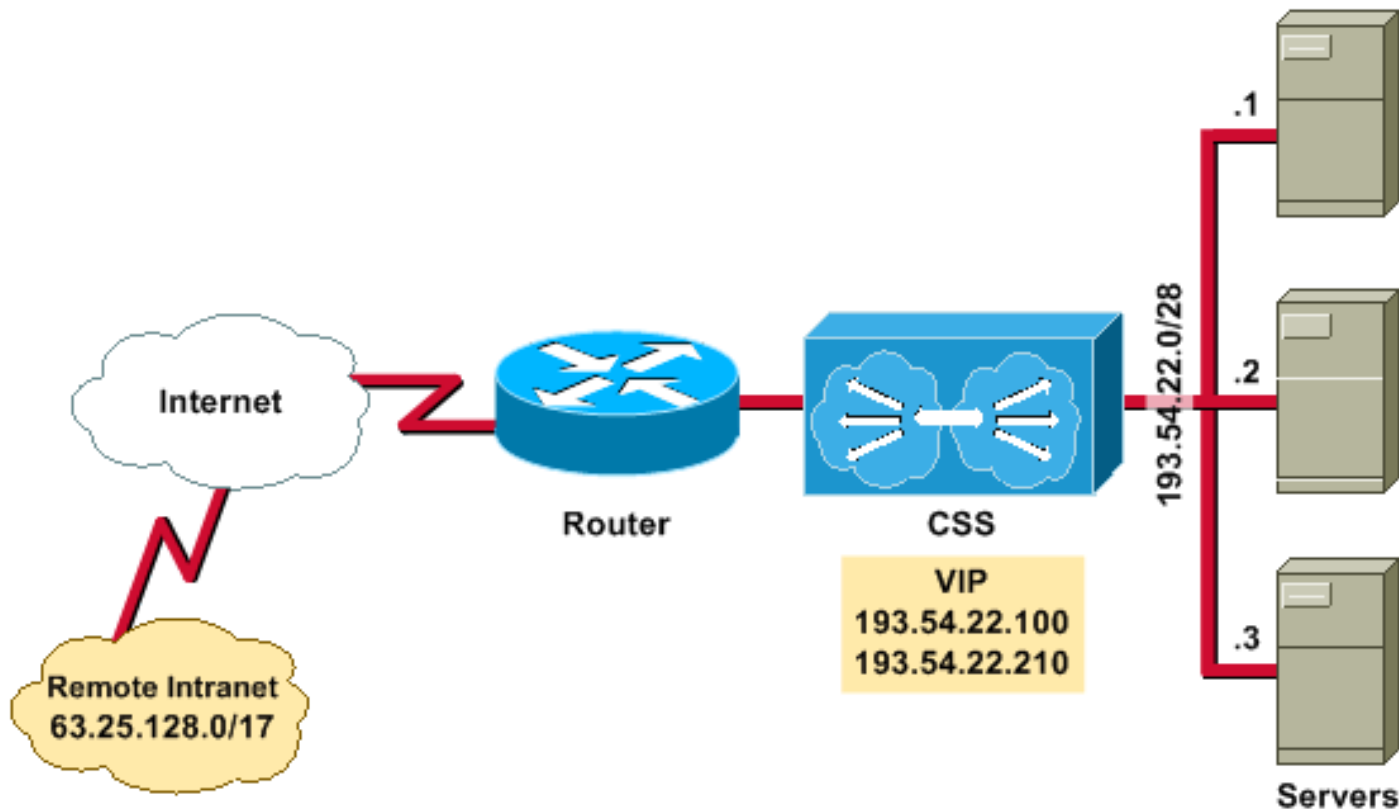 Internet
Remote Intranet
63.25.128.0/17
Router
CSS
VIP
193.54.22.100
193.54.22.210
193.54.22.0/28
.1
.2
.3
Servers